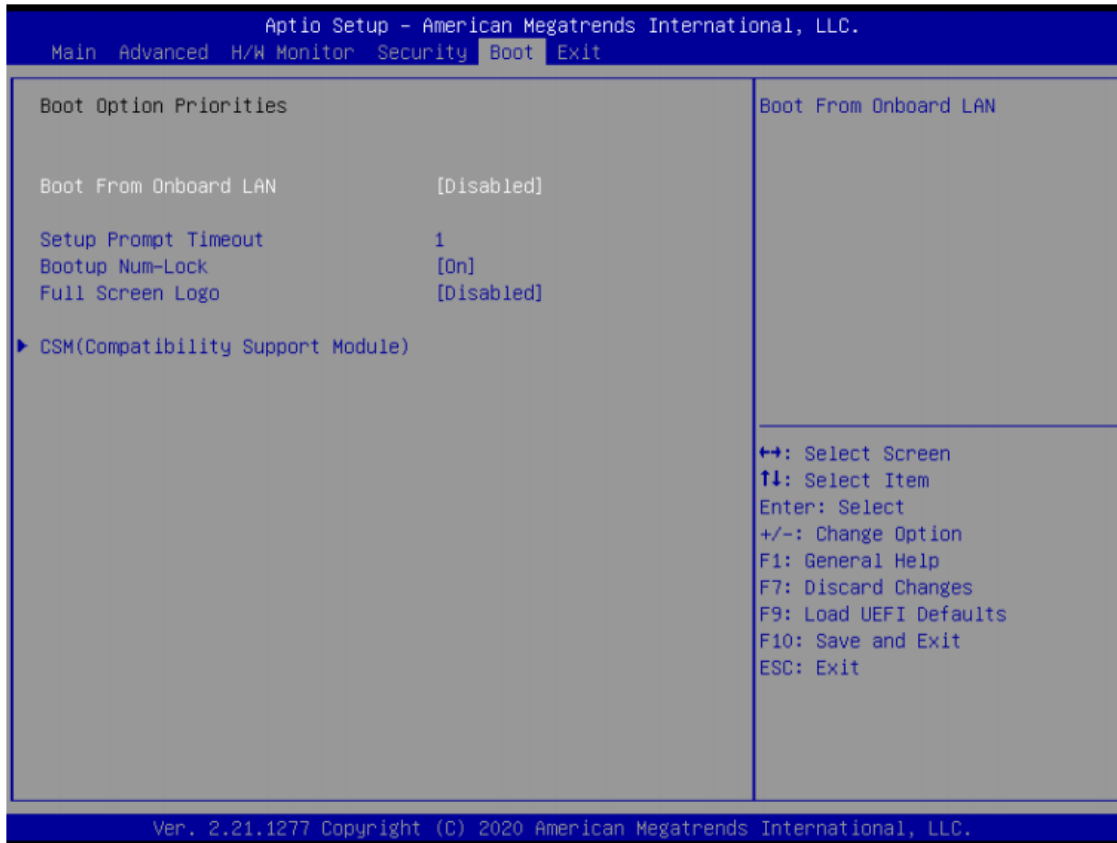 Aptio Setup – American Megatrends International, LLC.
Main Advanced H/W Monitor Security Boot Exit
Boot Option Priorities
Boot From Onboard LAN [Disabled]
Setup Prompt Timeout 1
Bootup Num-Lock [On]
Full Screen Logo [Disabled]
▶ CSM(Compatibility Support Module)
Boot From Onboard LAN
↔: Select Screen
↑↓: Select Item
Enter: Select
+/-: Change Option
F1: General Help
F7: Discard Changes
F9: Load UEFI Defaults
F10: Save and Exit
ESC: Exit
Ver. 2.21.1277 Copyright (C) 2020 American Megatrends International, LLC.